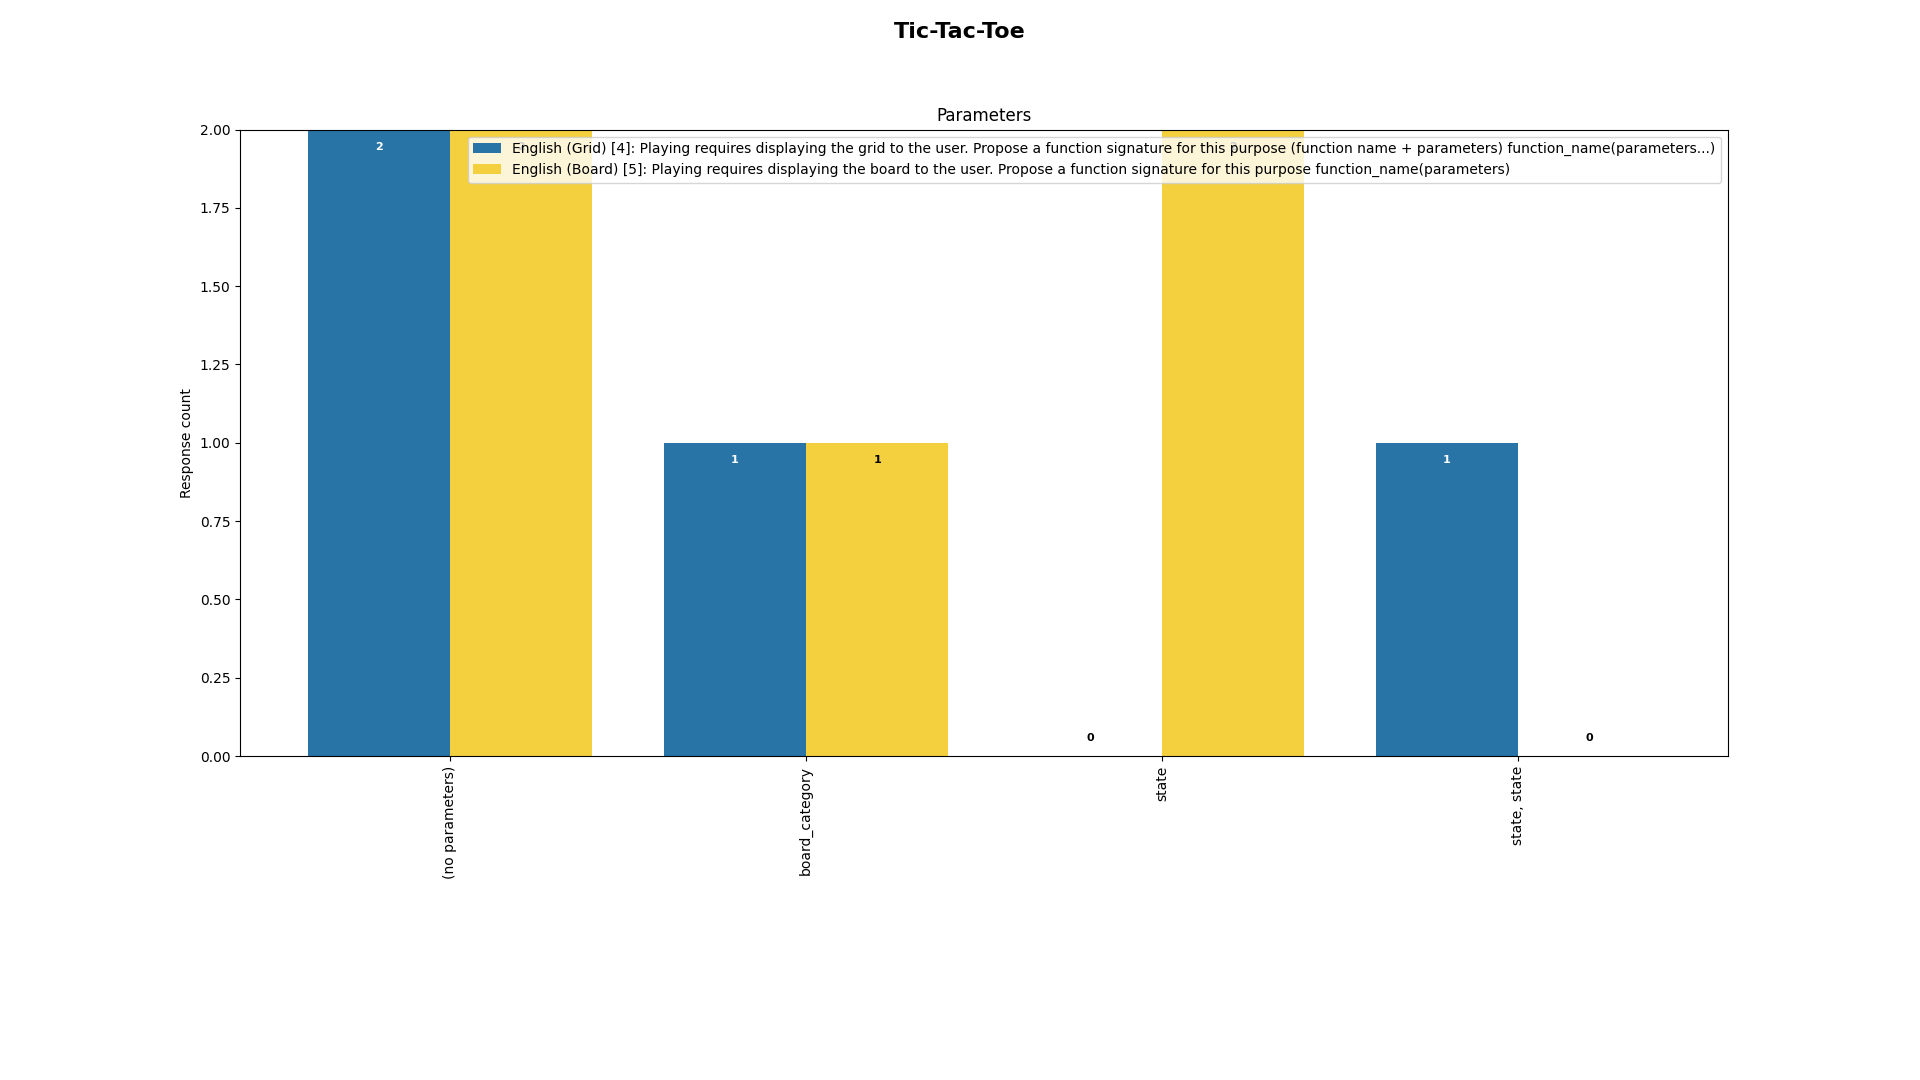 Tic-Tac-Toe
Parameters
English (Grid) [4]: Playing requires displaying the grid to the user. Propose a function signature for this purpose (function name + parameters) function_name(parameters...)
English (Board) [5]: Playing requires displaying the board to the user. Propose a function signature for this purpose function_name(parameters)
Response count
2.00
1.75
1.50
1.25
1.00
0.75
0.50
0.25
0.00
2
1
1
0
1
0
(no parameters)
board_category
state
state, state